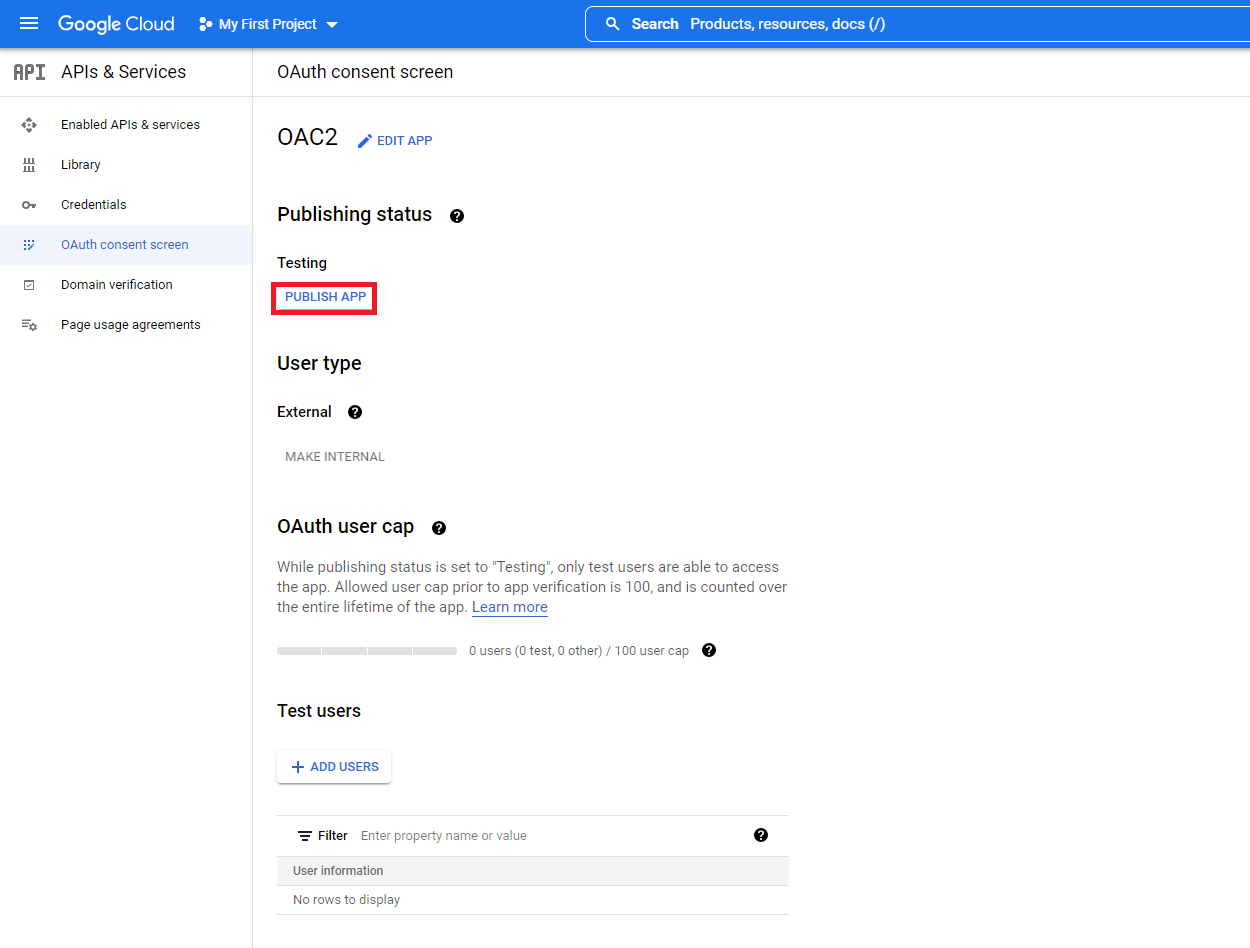 Google Cloud
My First Project
Search Products, resources, docs (/)
API APIs & Services
OAuth consent screen
Enabled APIs & services
Library
Credentials
OAuth consent screen
Domain verification
Page usage agreements
OAC2
EDIT APP
Publishing status
Testing
PUBLISH APP
User type
External
MAKE INTERNAL
OAuth user cap
While publishing status is set to "Testing", only test users are able to access
the app. Allowed user cap prior to app verification is 100, and is counted over
the entire lifetime of the app. Learn more
0 users (0 test, 0 other) / 100 user cap
Test users
ADD USERS
Filter Enter property name or value
User information
No rows to display